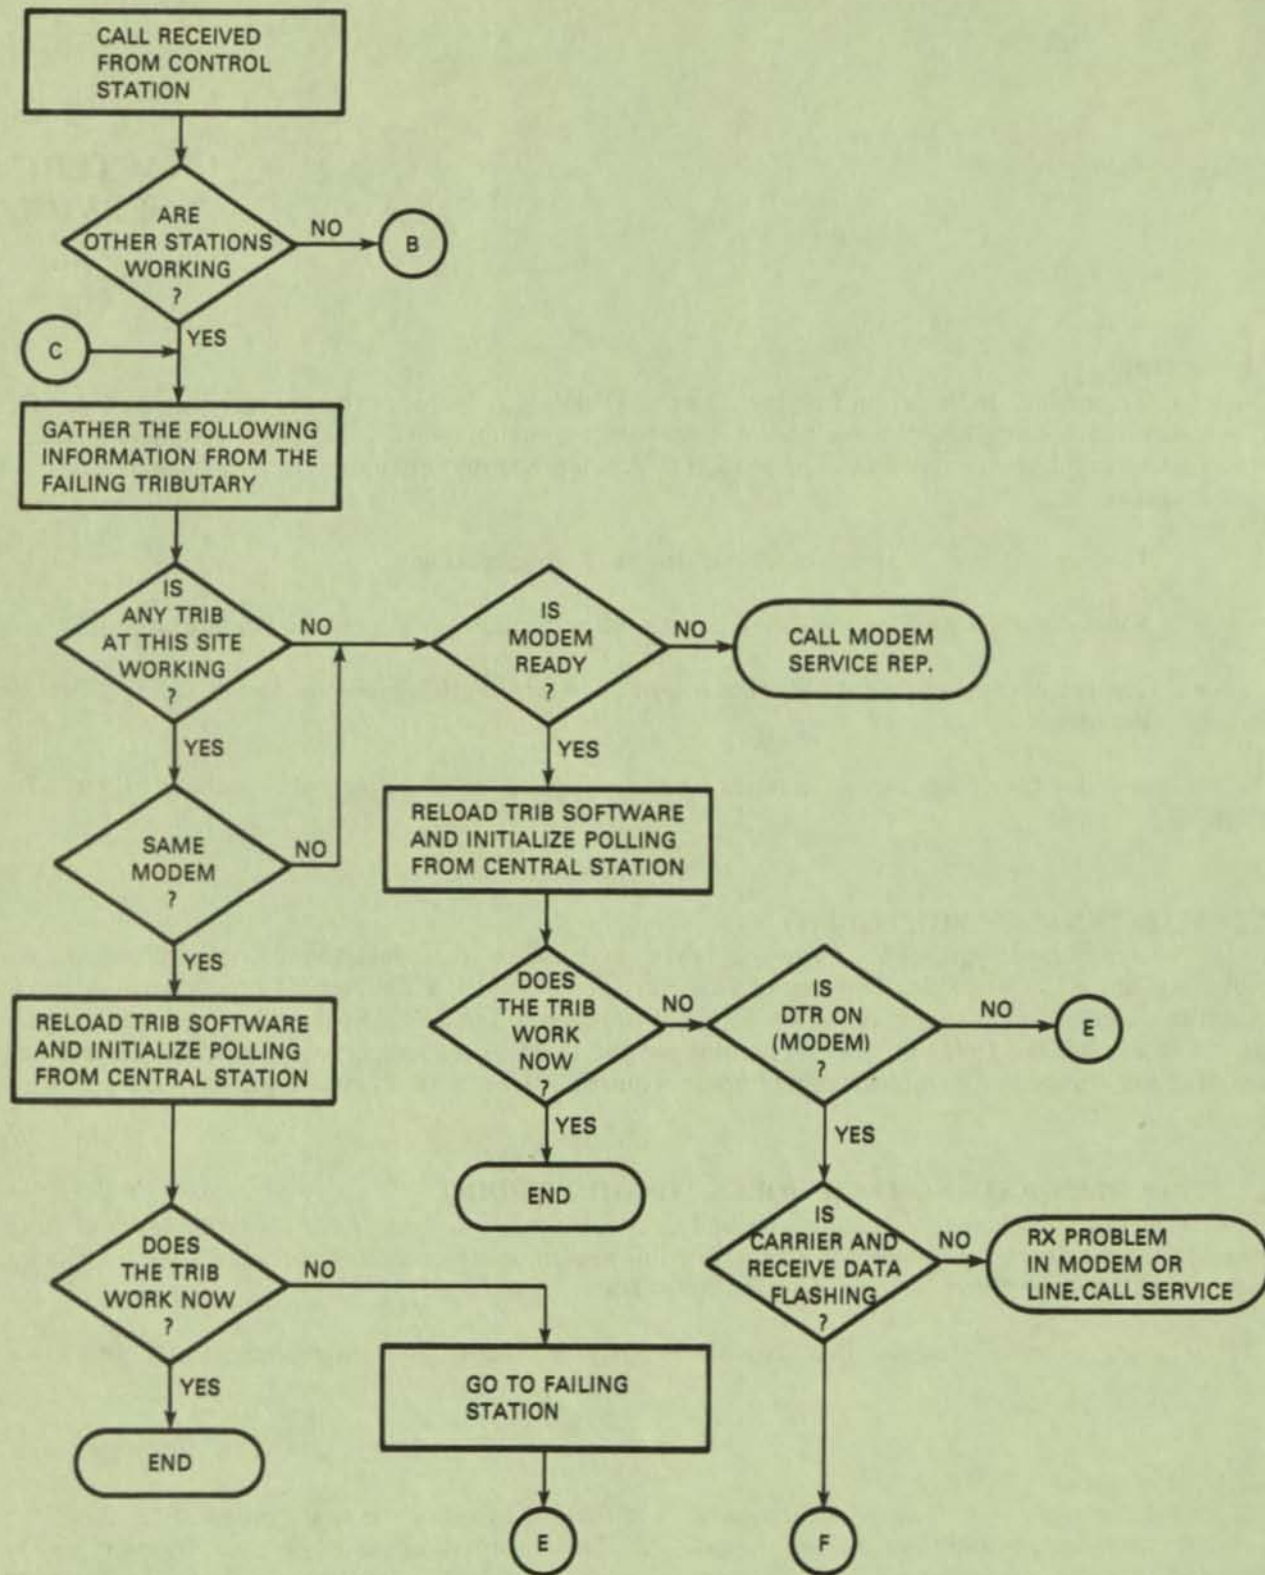 CALL RECEIVED
FROM CONTROL
STATION
ARE
OTHER STATIONS
WORKING
?
NO
B
YES
C
GATHER THE FOLLOWING
INFORMATION FROM THE
FAILING TRIBUTARY
IS
ANY TRIB
AT THIS SITE
WORKING
?
NO
IS
MODEM
READY
?
NO
CALL MODEM
SERVICE REP.
YES
YES
SAME
MODEM
?
NO
RELOAD TRIB SOFTWARE
AND INITIALIZE POLLING
FROM CENTRAL STATION
YES
RELOAD TRIB SOFTWARE
AND INITIALIZE POLLING
FROM CENTRAL STATION
DOES
THE TRIB
WORK
NOW
?
NO
IS
DTR ON
(MODEM)
?
NO
E
YES
END
YES
DOES
THE TRIB
WORK NOW
?
NO
IS
CARRIER AND
RECEIVE DATA
FLASHING
?
NO
RX PROBLEM
IN MODEM OR
LINE.CALL SERVICE
YES
END
GO TO FAILING
STATION
E
F